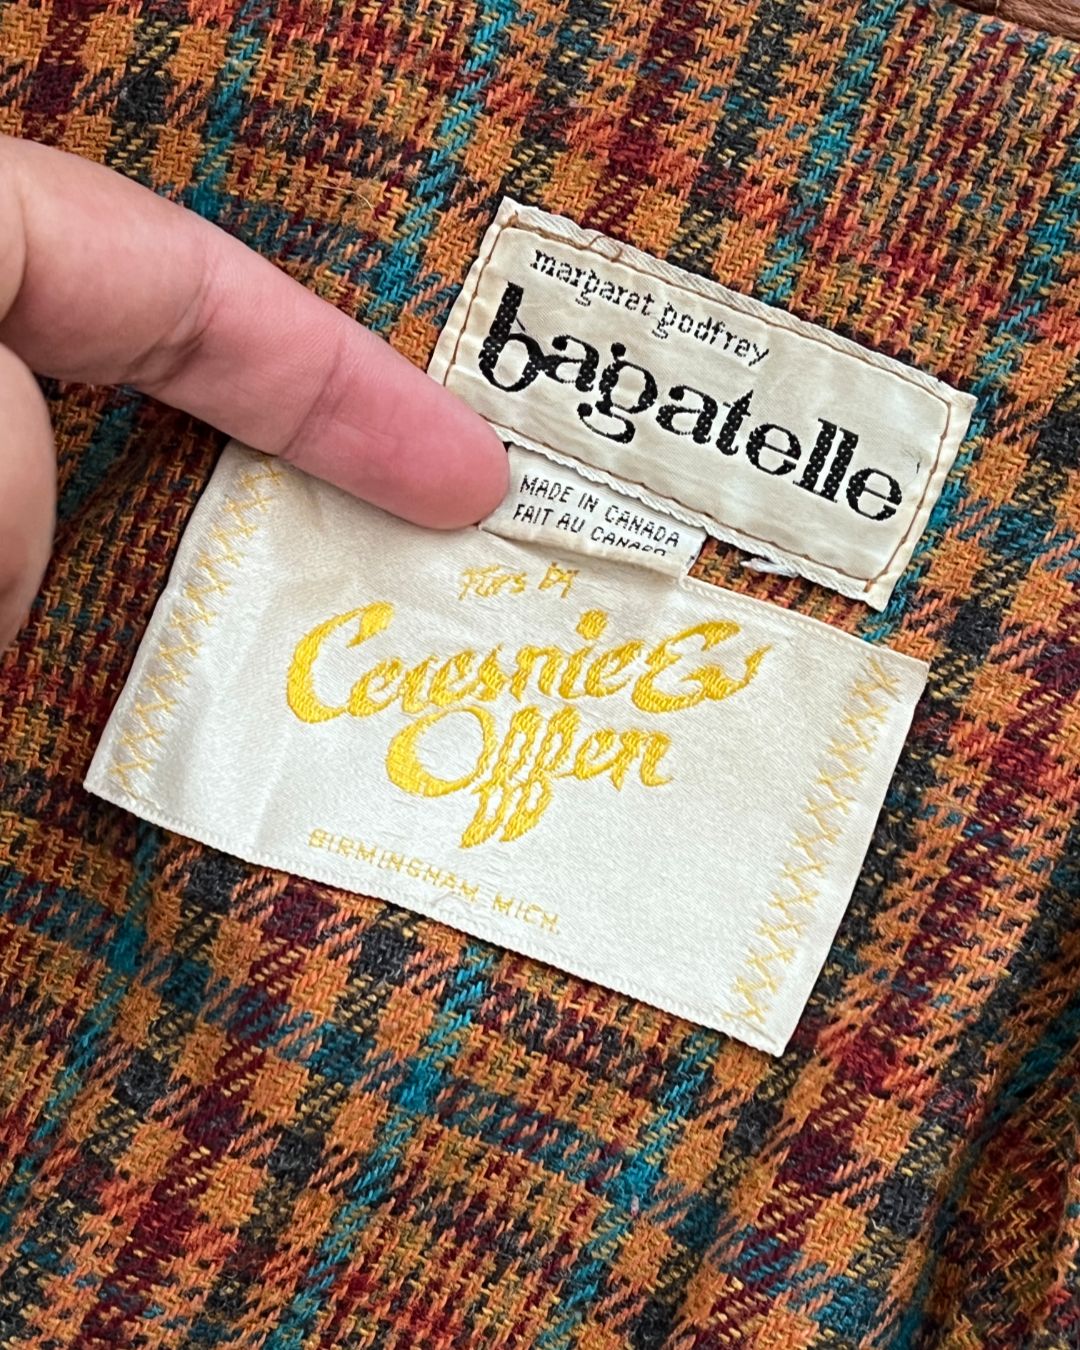 margaret godfrey
bagatelle
MADE IN CANADA
FAIT AU CANADA
furs by
Ceresnie &
Offen
BIRMINGHAM MICH.